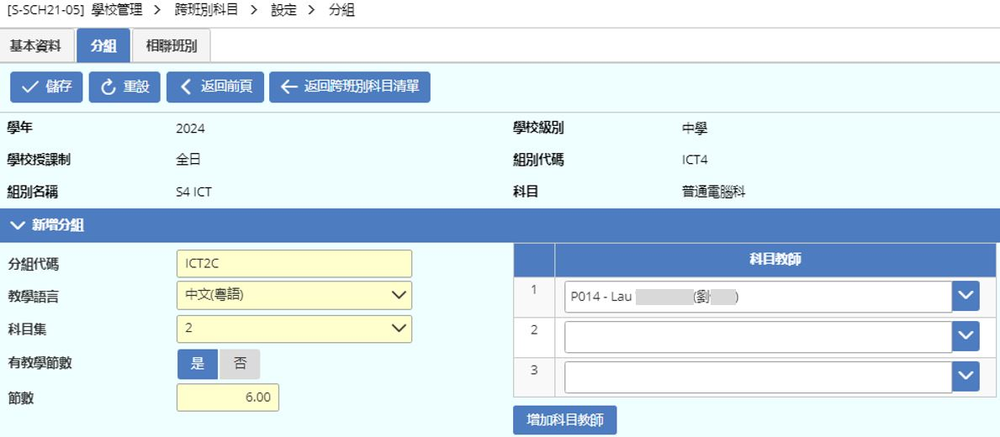 [S-SCH21-05] 學校管理 > 跨班別科目 > 設定 > 分組
基本資料 分組 相聯班別
儲存 重設 返回前頁 返回跨班別科目清單
學年 2024 學校級別 中學
學校授課制 全日 組別代碼 ICT4
組別名稱 S4 ICT 科目 普通電腦科
新增分組
分組代碼 ICT2C
教學語言 中文(粵語)
科目集 2
有教學節數 是 否
節數 6.00
科目教師
1 P014 - Lau (劉 )
2
3
增加科目教師